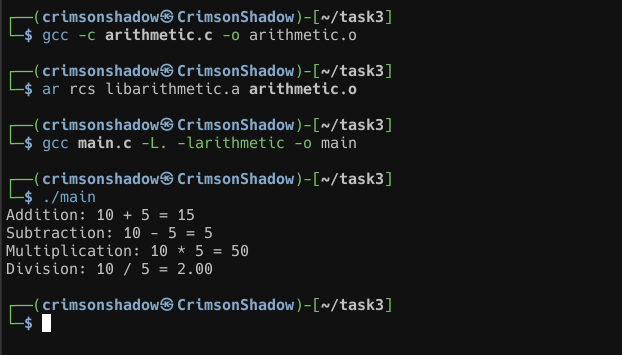 ┌──(crimsonshadow㉿CrimsonShadow)-[~/task3]
└─$ gcc -c arithmetic.c -o arithmetic.o
┌──(crimsonshadow㉿CrimsonShadow)-[~/task3]
└─$ ar rcs libarithmetic.a arithmetic.o
┌──(crimsonshadow㉿CrimsonShadow)-[~/task3]
└─$ gcc main.c -L. -larithmetic -o main
┌──(crimsonshadow㉿CrimsonShadow)-[~/task3]
└─$ ./main
Addition: 10 + 5 = 15
Subtraction: 10 - 5 = 5
Multiplication: 10 * 5 = 50
Division: 10 / 5 = 2.00
┌──(crimsonshadow㉿CrimsonShadow)-[~/task3]
└─$